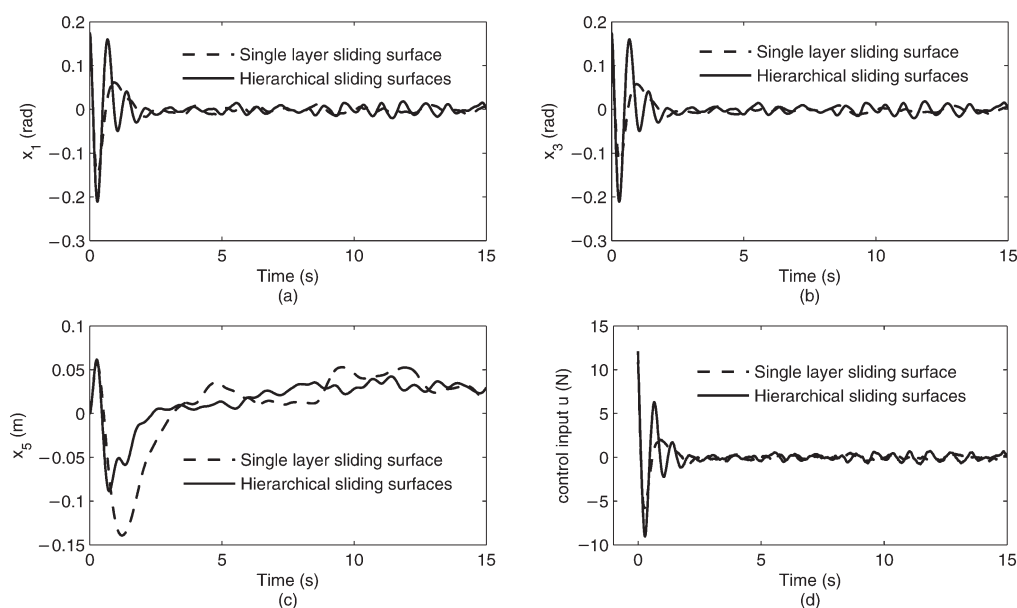 0.2
0.1
0
−0.1
−0.2
−0.3
x1 (rad)
Single layer sliding surface
Hierarchical sliding surfaces
0 5 10 15
Time (s)
(a)
0.2
0.1
0
−0.1
−0.2
−0.3
x3 (rad)
Single layer sliding surface
Hierarchical sliding surfaces
0 5 10 15
Time (s)
(b)
0.1
0.05
0
−0.05
−0.1
−0.15
x5 (m)
Single layer sliding surface
Hierarchical sliding surfaces
0 5 10 15
Time (s)
(c)
15
10
5
0
−5
−10
control input u (N)
Single layer sliding surface
Hierarchical sliding surfaces
0 5 10 15
Time (s)
(d)